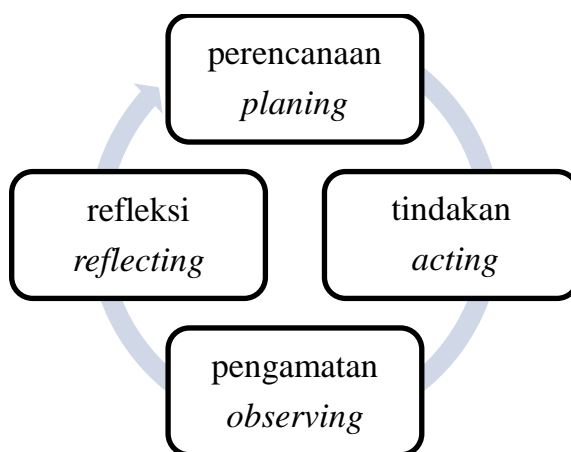 perencanaan
planing
refleksi
reflecting
tindakan
acting
pengamatan
observing